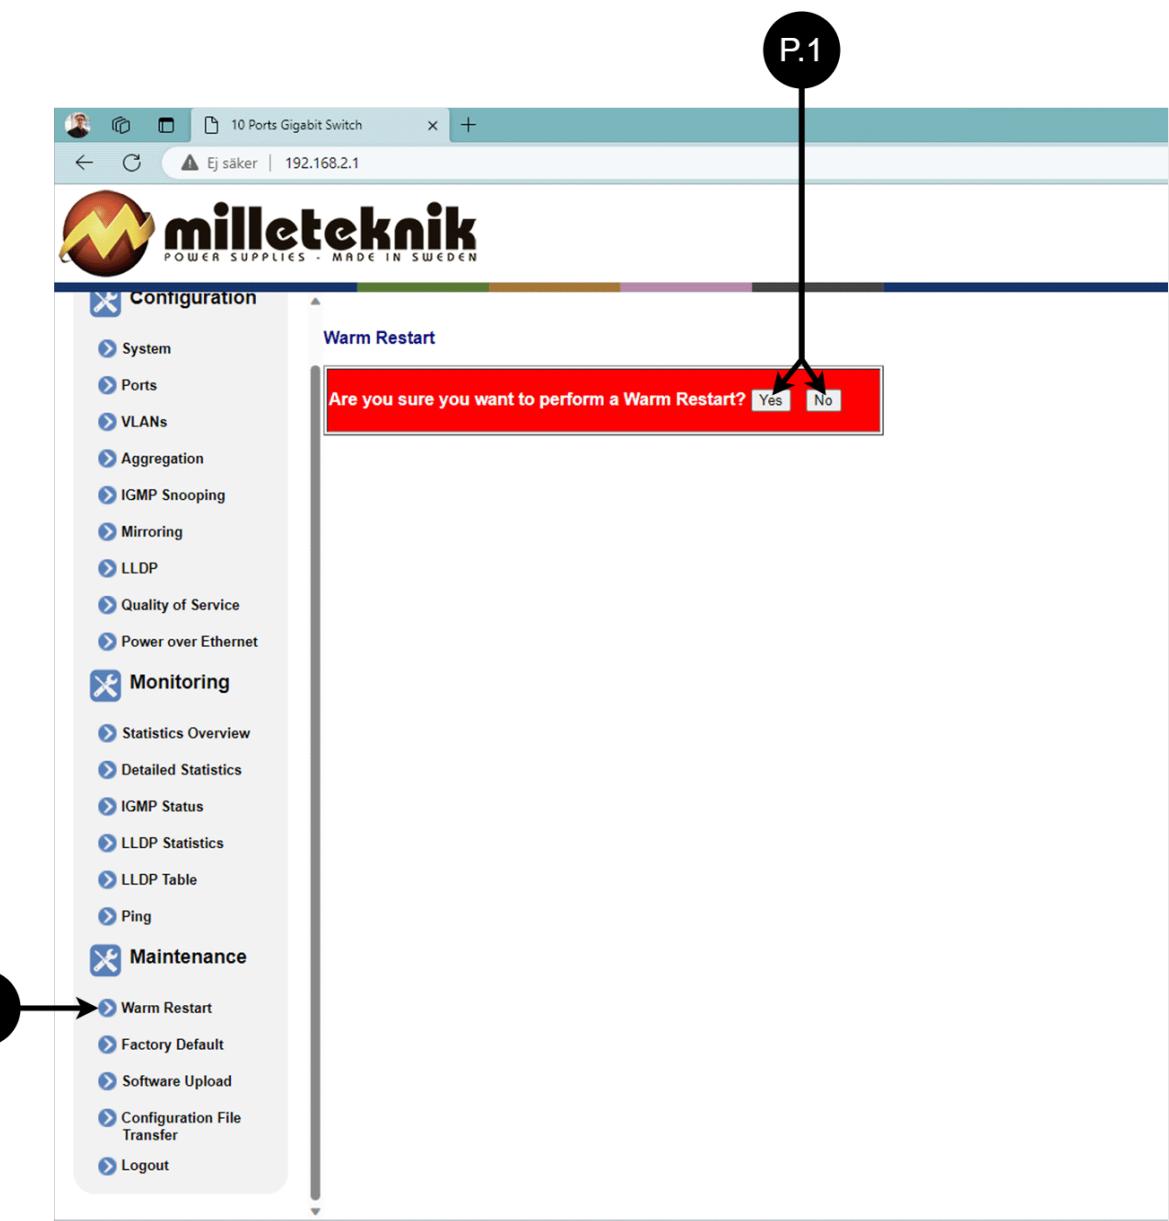 P.1
10 Ports Gigabit Switch
Ej säker | 192.168.2.1
milleteknik
POWER SUPPLIES - MADE IN SWEDEN
Configuration
System
Ports
VLANs
Aggregation
IGMP Snooping
Mirroring
LLDP
Quality of Service
Power over Ethernet
Monitoring
Statistics Overview
Detailed Statistics
IGMP Status
LLDP Statistics
LLDP Table
Ping
Maintenance
Warm Restart
Factory Default
Software Upload
Configuration File
Transfer
Logout
Warm Restart
Are you sure you want to perform a Warm Restart? Yes No